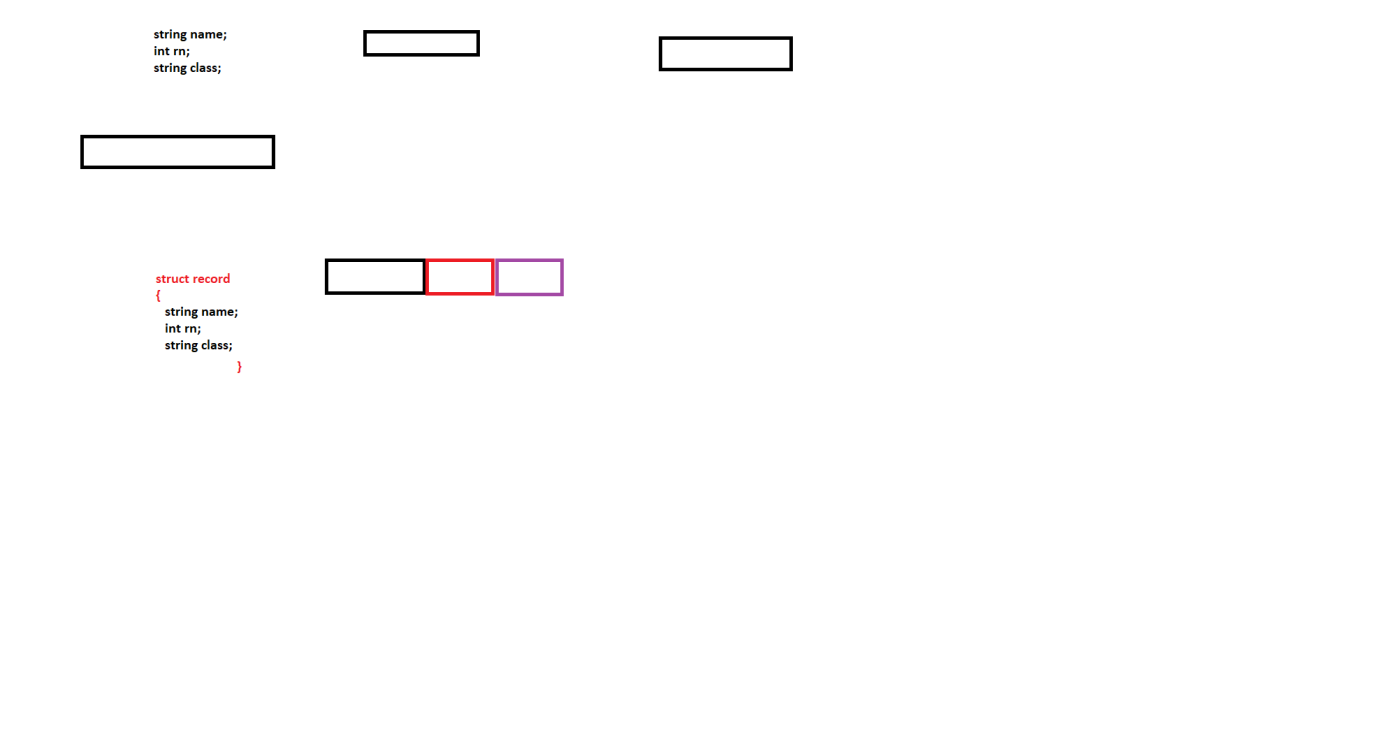 string name;
int rn;
string class;
struct record
{
string name;
int rn;
string class;
}